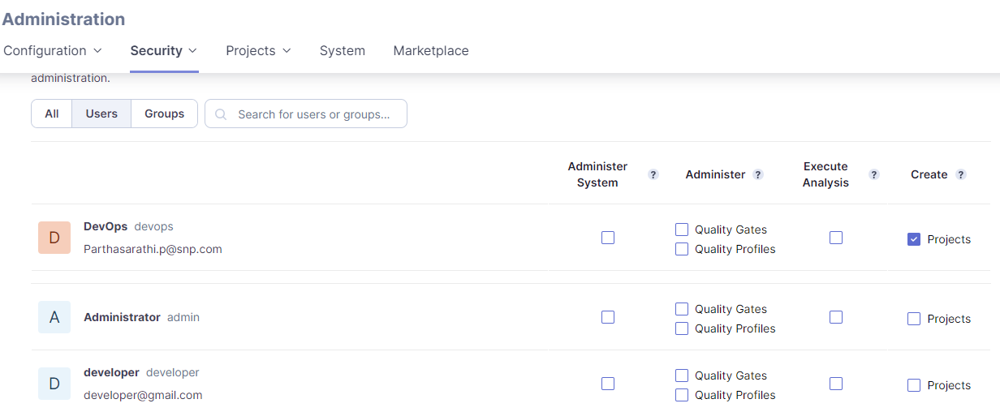 Administration
Configuration Security Projects System Marketplace
administration.
All Users Groups Search for users or groups...
Administer System ? Administer ? Execute Analysis ? Create ?
D DevOps devops
Parthasarathi.p@snp.com
Quality Gates
Quality Profiles
Projects
A Administrator admin
Quality Gates
Quality Profiles
Projects
D developer developer
developer@gmail.com
Quality Gates
Quality Profiles
Projects